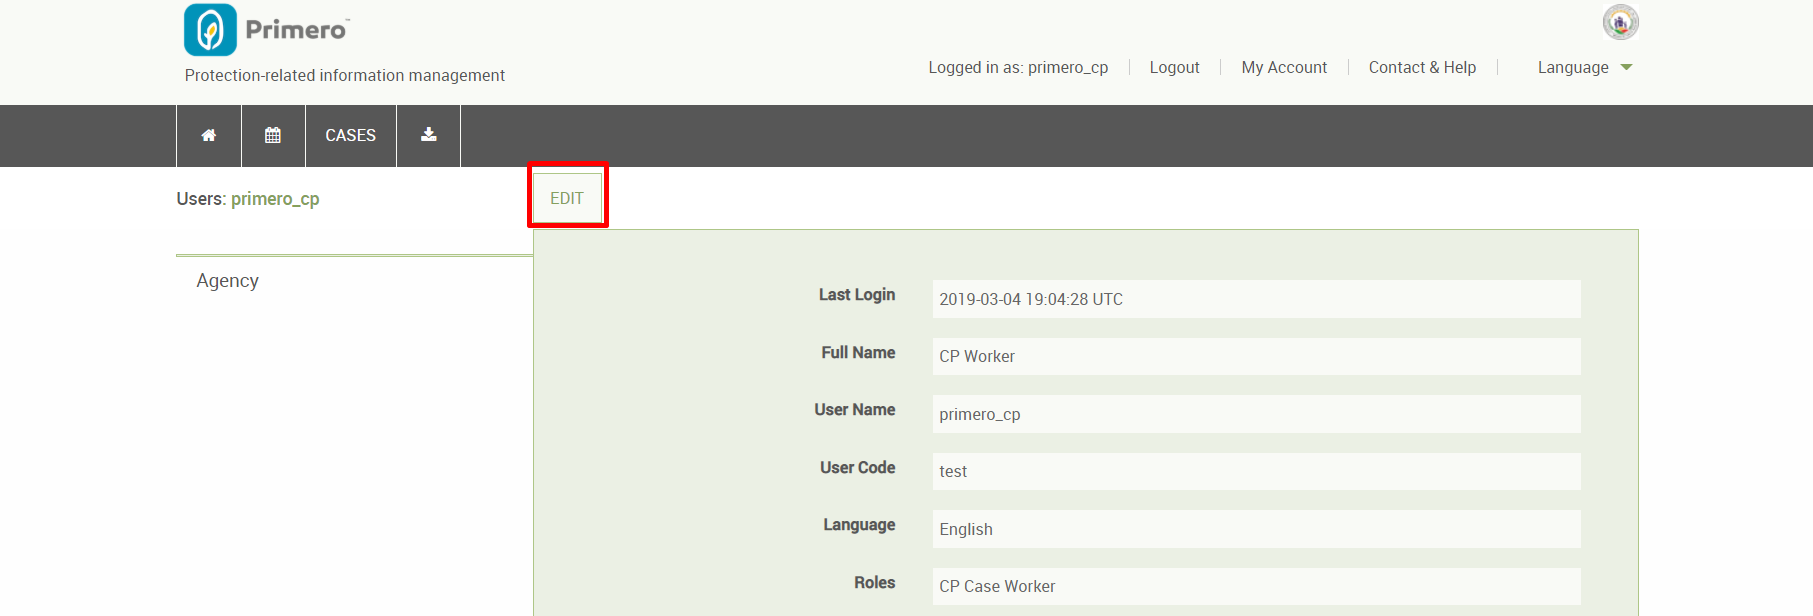 Primero™
Protection-related information management
Logged in as: primero_cp
Logout
My Account
Contact & Help
Language
CASES
Users: primero_cp
EDIT
Agency
Last Login
2019-03-04 19:04:28 UTC
Full Name
CP Worker
User Name
primero_cp
User Code
test
Language
English
Roles
CP Case Worker